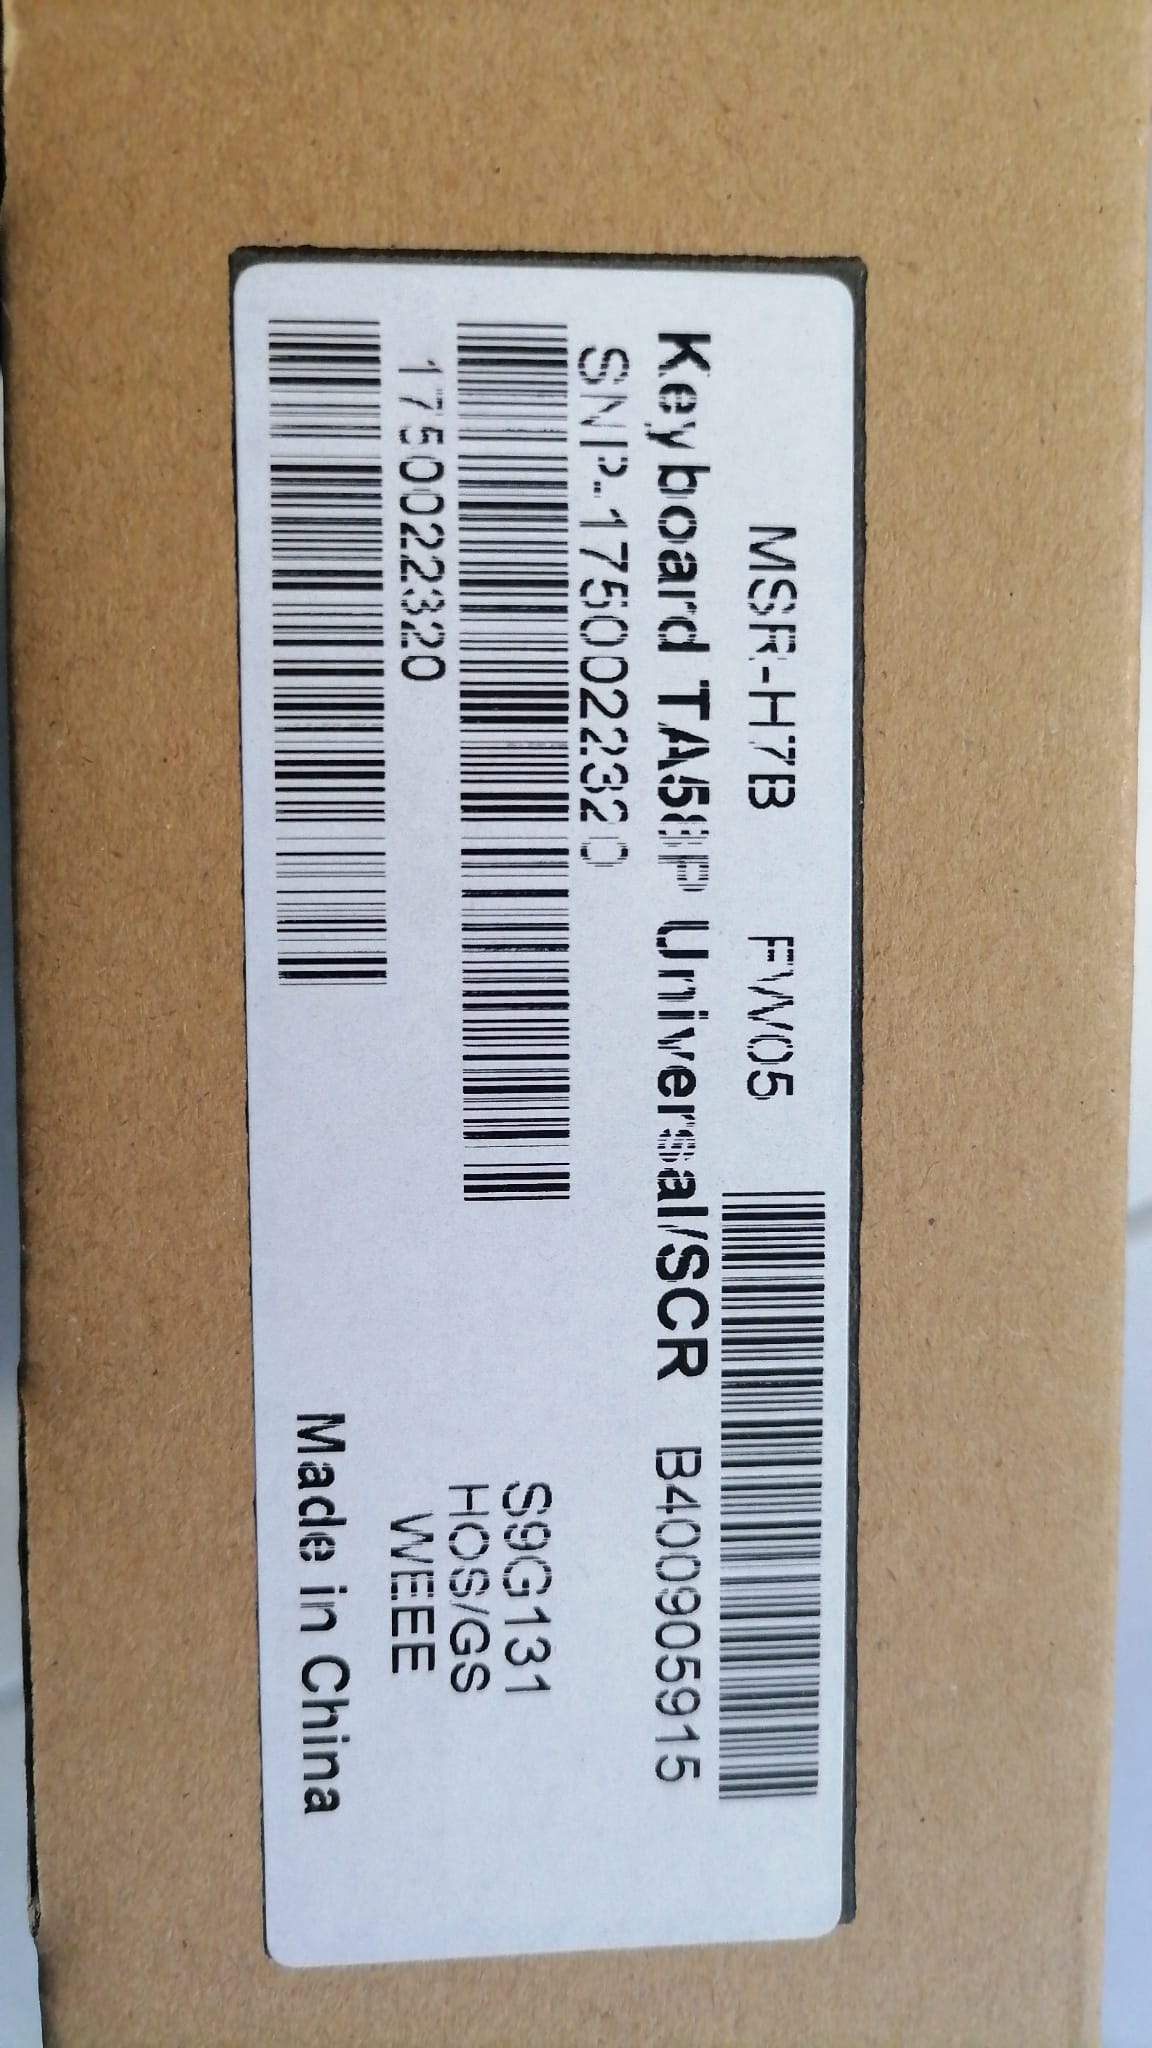 MSR-H7B FW05
Keyboard TA58P Universal/SCR B400905915
SNP-1750022320
S9G131
HOS/GS
1750022320
WEEE
Made in China